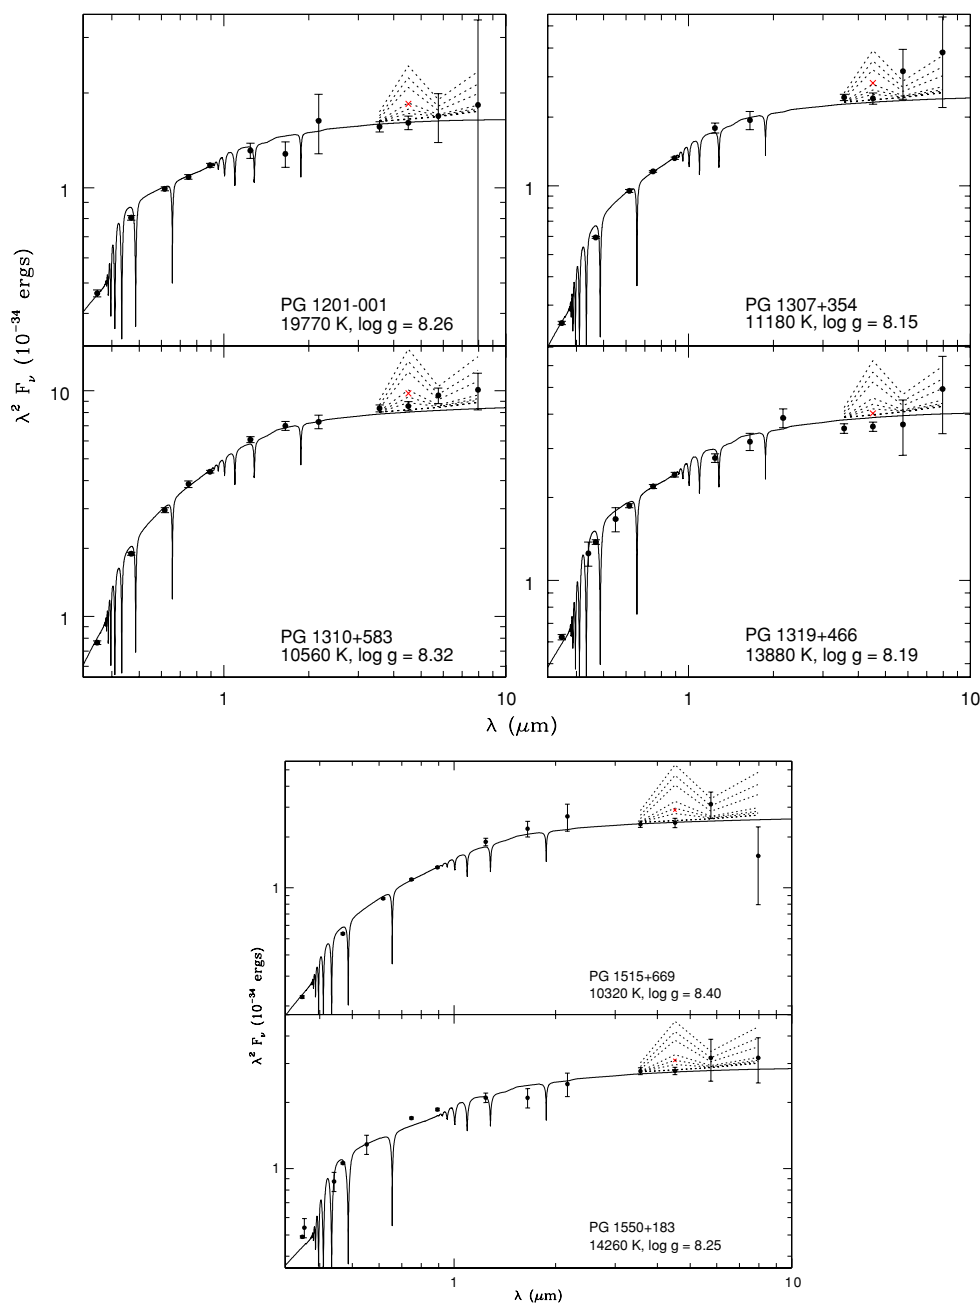 1
PG 1201-001
19770 K, log g = 8.26
1
PG 1307+354
11180 K, log g = 8.15
λ² Fν (10⁻³⁴ ergs)
10
1
PG 1310+583
10560 K, log g = 8.32
1
PG 1319+466
13880 K, log g = 8.19
1 10
1 10
λ (μm)
1
PG 1515+669
10320 K, log g = 8.40
λ² Fν (10⁻³⁴ ergs)
1
PG 1550+183
14260 K, log g = 8.25
1 10
λ (μm)